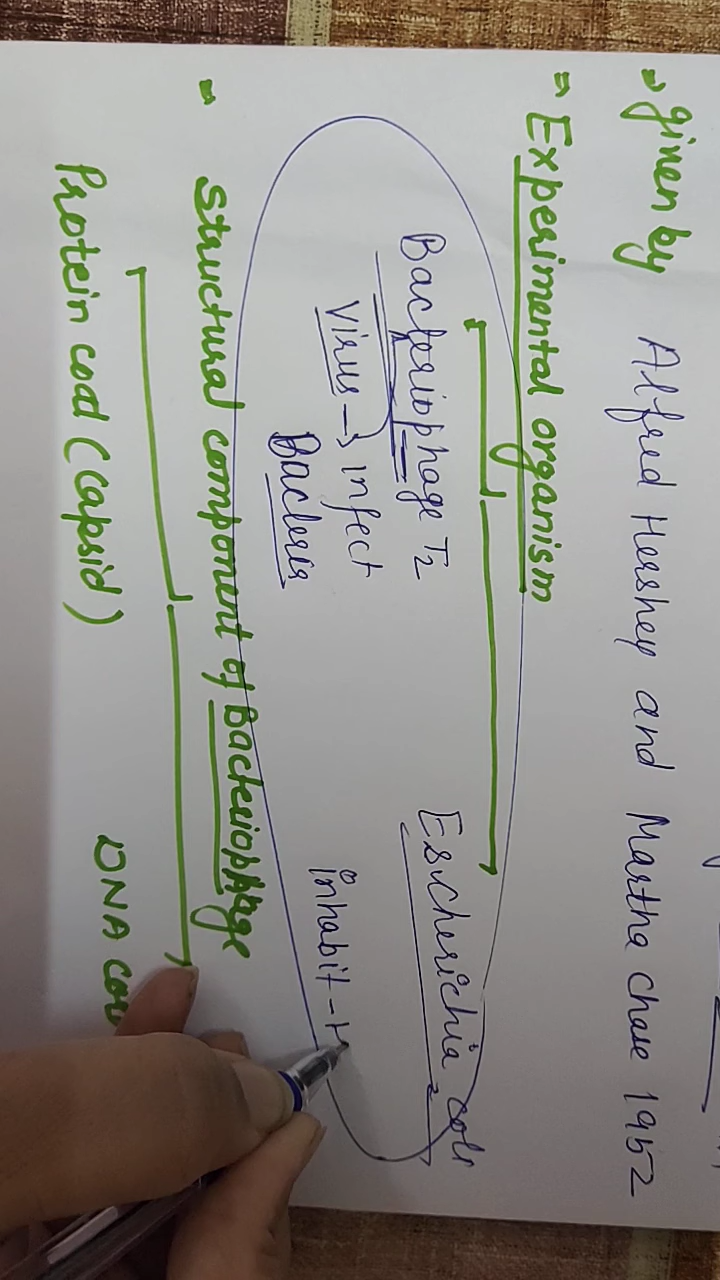 given by Alfred Hershey and Martha chase 1952
Experimental organism
Bacteriophage T2 Escherichia coli
Virus → infect inhabit -
Bacteria
Structural component of Bacteriophage
Protein coat (Capsid) DNA